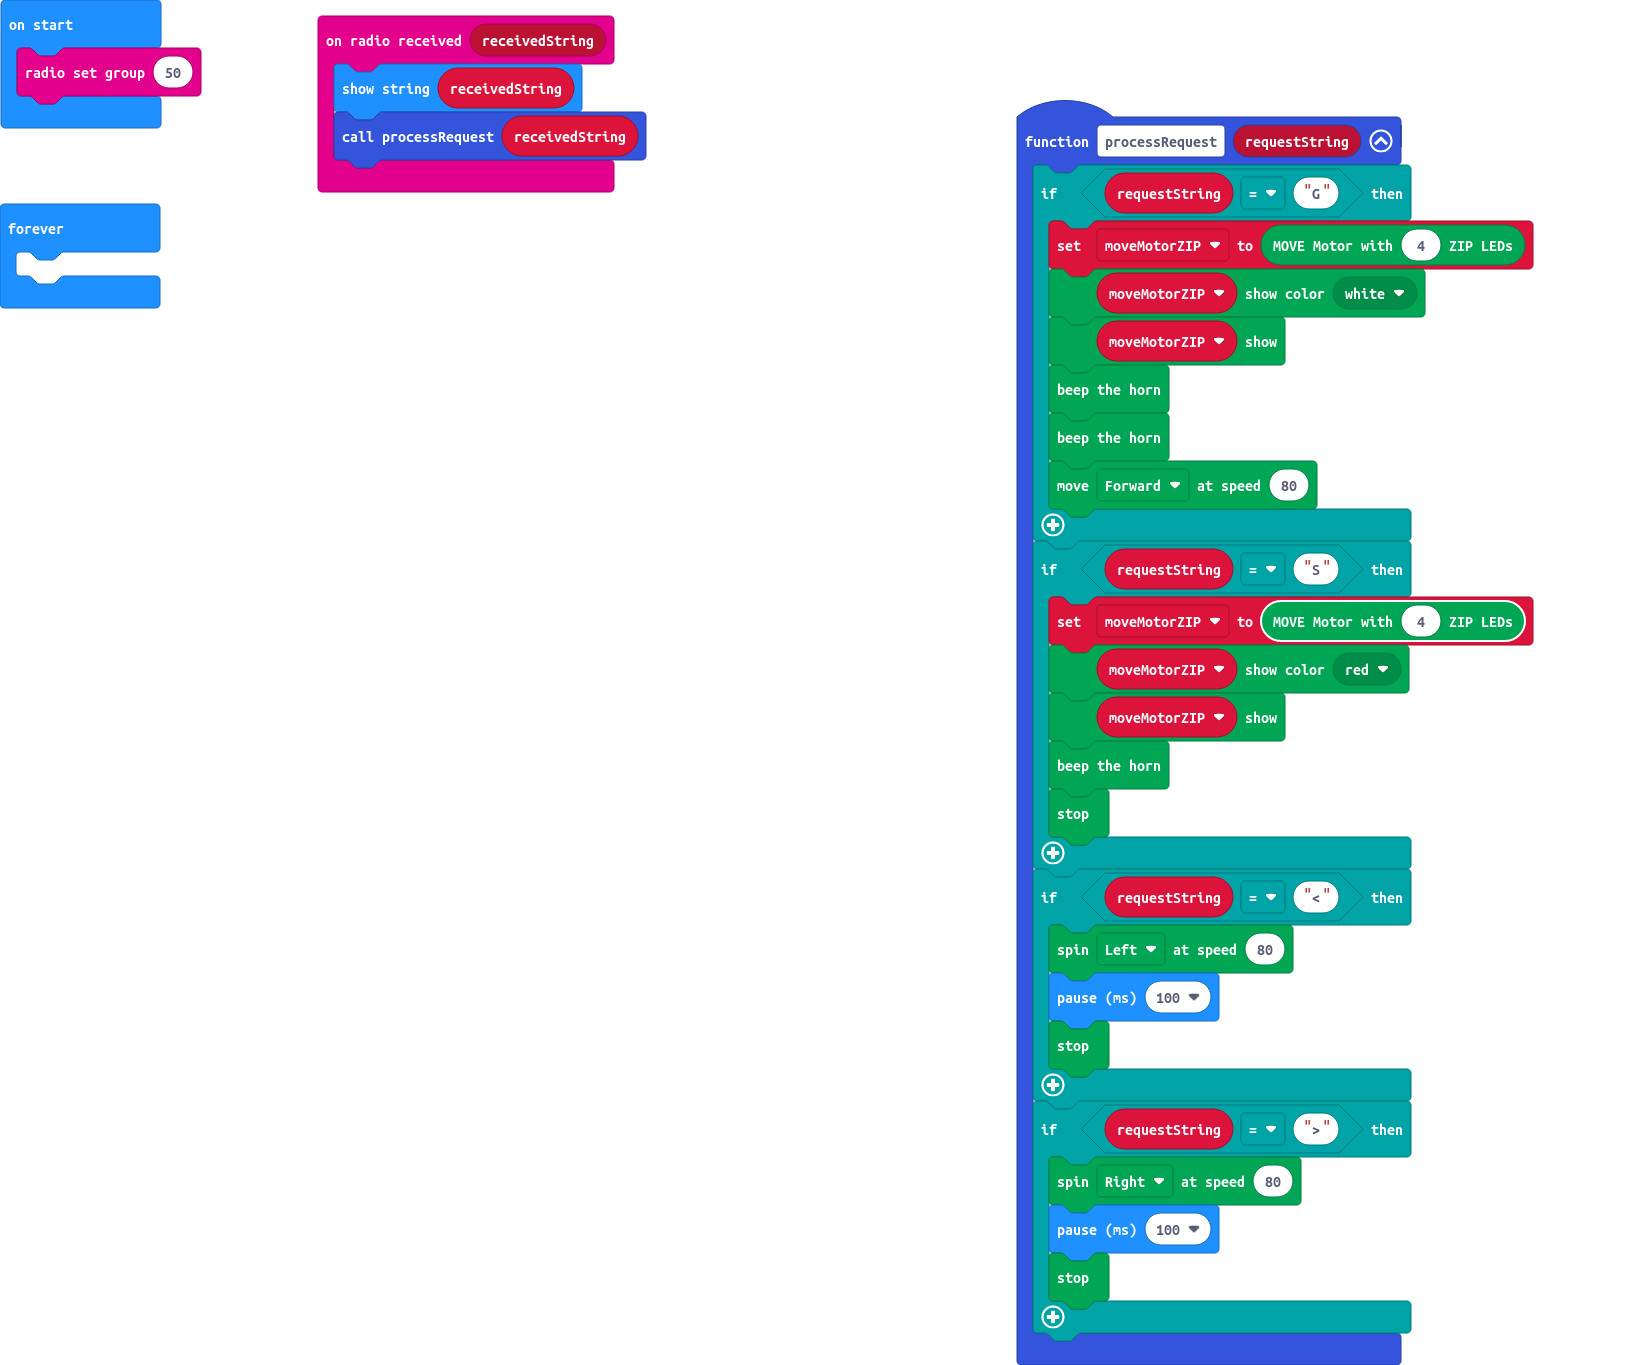 on start
radio set group 50
forever
on radio received receivedString
show string receivedString
call processRequest receivedString
function processRequest requestString
if requestString = "G" then
set moveMotorZIP to MOVE Motor with 4 ZIP LEDs
moveMotorZIP show color white
moveMotorZIP show
beep the horn
beep the horn
move Forward at speed 80
if requestString = "S" then
set moveMotorZIP to MOVE Motor with 4 ZIP LEDs
moveMotorZIP show color red
moveMotorZIP show
beep the horn
stop
if requestString = "<" then
spin Left at speed 80
pause (ms) 100
stop
if requestString = ">" then
spin Right at speed 80
pause (ms) 100
stop